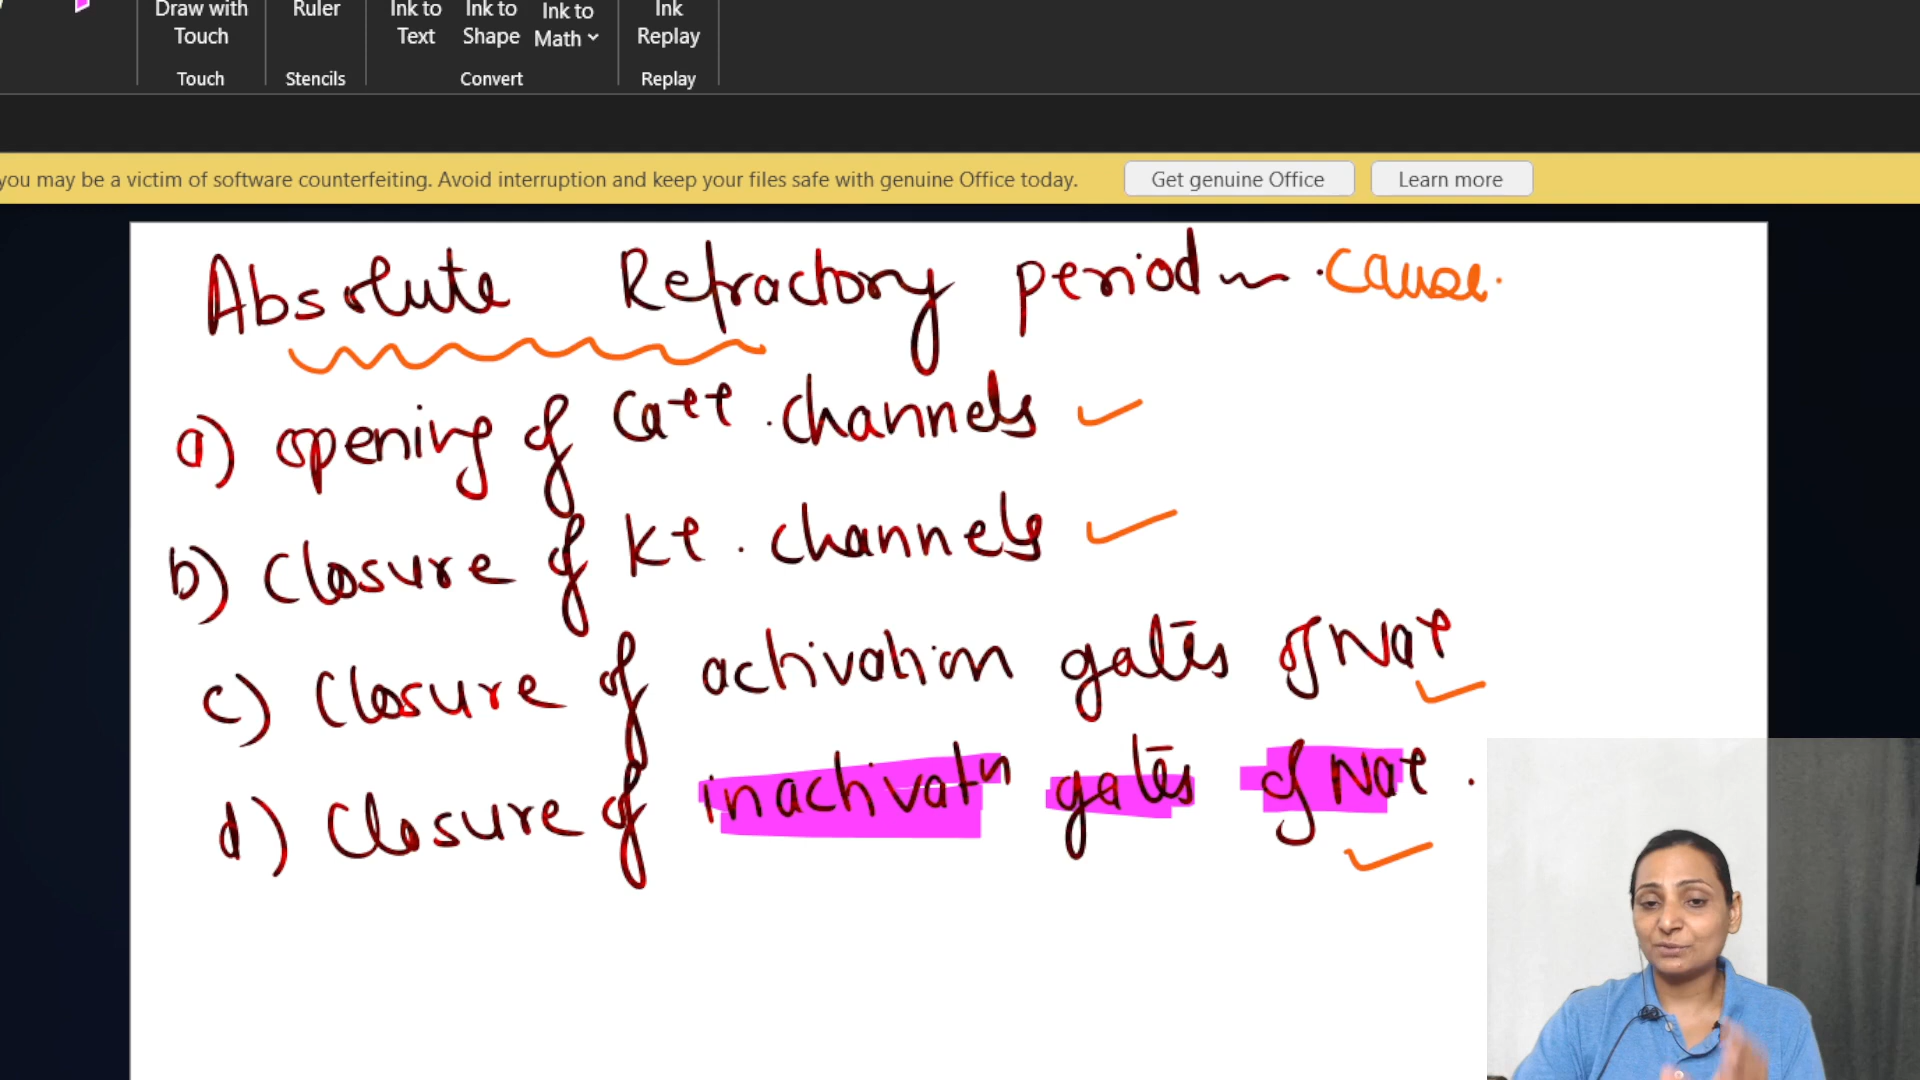 Draw with Touch
Ruler
Ink to Text
Ink to Shape
Ink to Math
Ink Replay
Touch
Stencils
Convert
Replay
you may be a victim of software counterfeiting. Avoid interruption and keep your files safe with genuine Office today.
Get genuine Office
Learn more
Absolute Refractory period ~ cause.
a) opening of Ca++ channels ✓
b) Closure of K+ channels ✓
c) Closure of activation gates of Na+ ✓
d) Closure of inactivatn gates of Na+. ✓